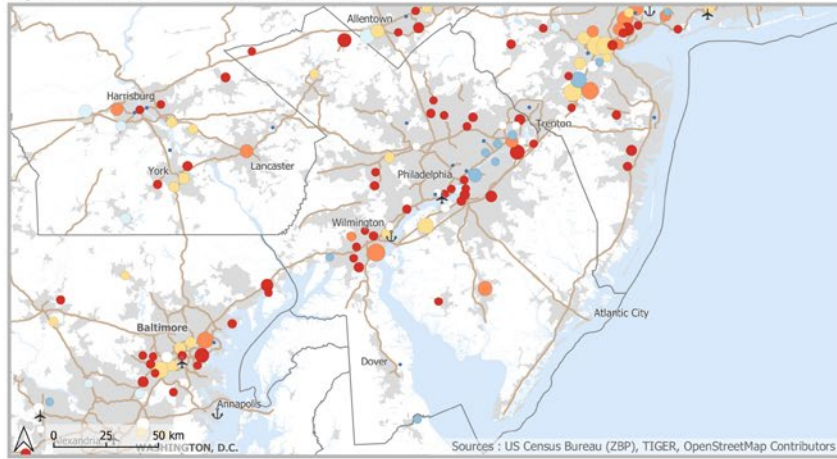 Allentown
Harrisburg
Trenton
York
Lancaster
Philadelphia
Wilmington
Baltimore
Atlantic City
Dover
Annapolis
0 25 50 km
Alexandria
WASHINGTON, D.C.
Sources : US Census Bureau (ZBP), TIGER, OpenStreetMap Contributors